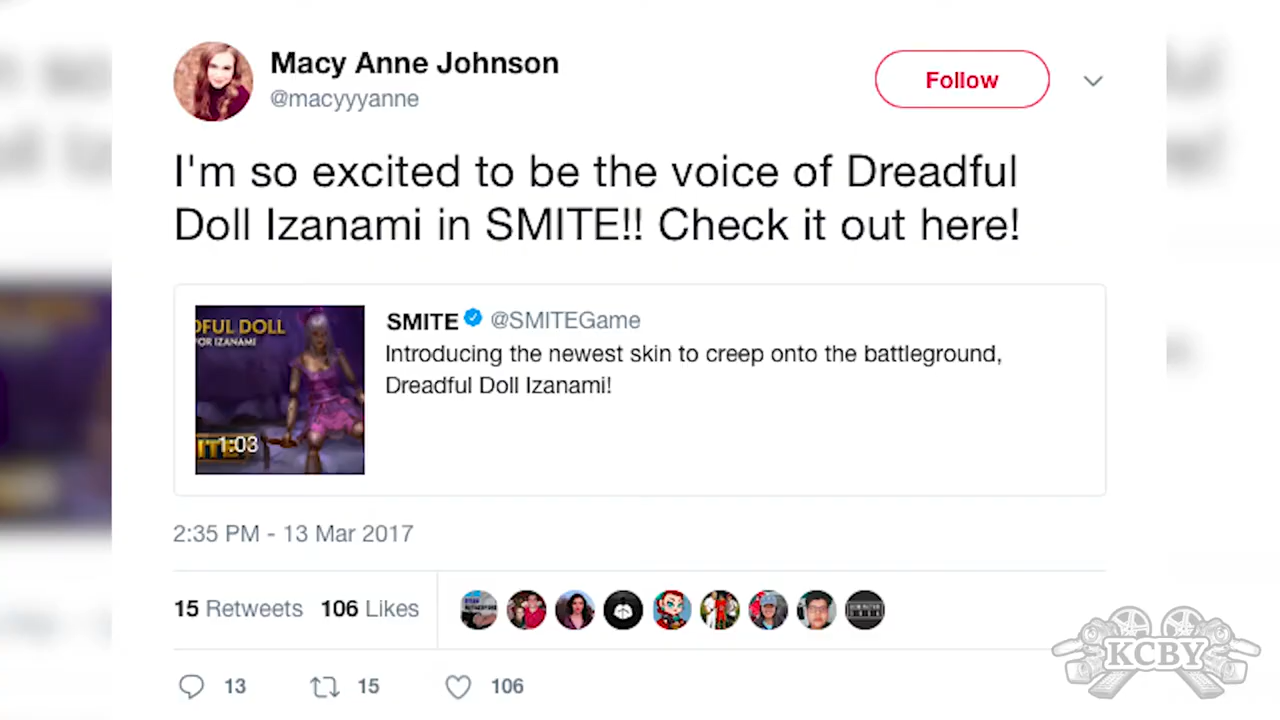 Macy Anne Johnson
@macyyyanne
Follow
I'm so excited to be the voice of Dreadful
Doll Izanami in SMITE!! Check it out here!
DFUL DOLL
FOR IZANAMI
SMITE @SMITEGame
Introducing the newest skin to creep onto the battleground,
Dreadful Doll Izanami!
1:03
2:35 PM - 13 Mar 2017
15 Retweets 106 Likes
13 15 106
KCBY